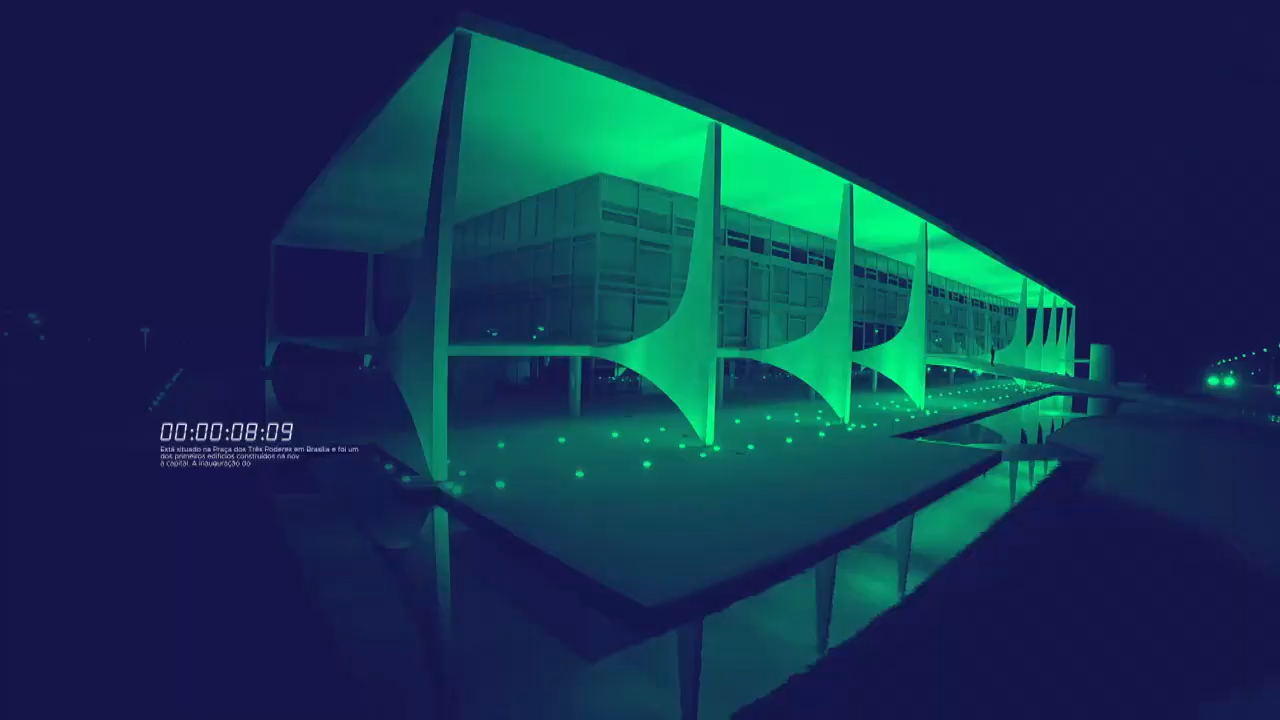 00:00:08:09
Está situado na Praça dos Três Poderes em Brasília e foi um
dos primeiros edifícios construídos na nov
a capital. A inauguração do